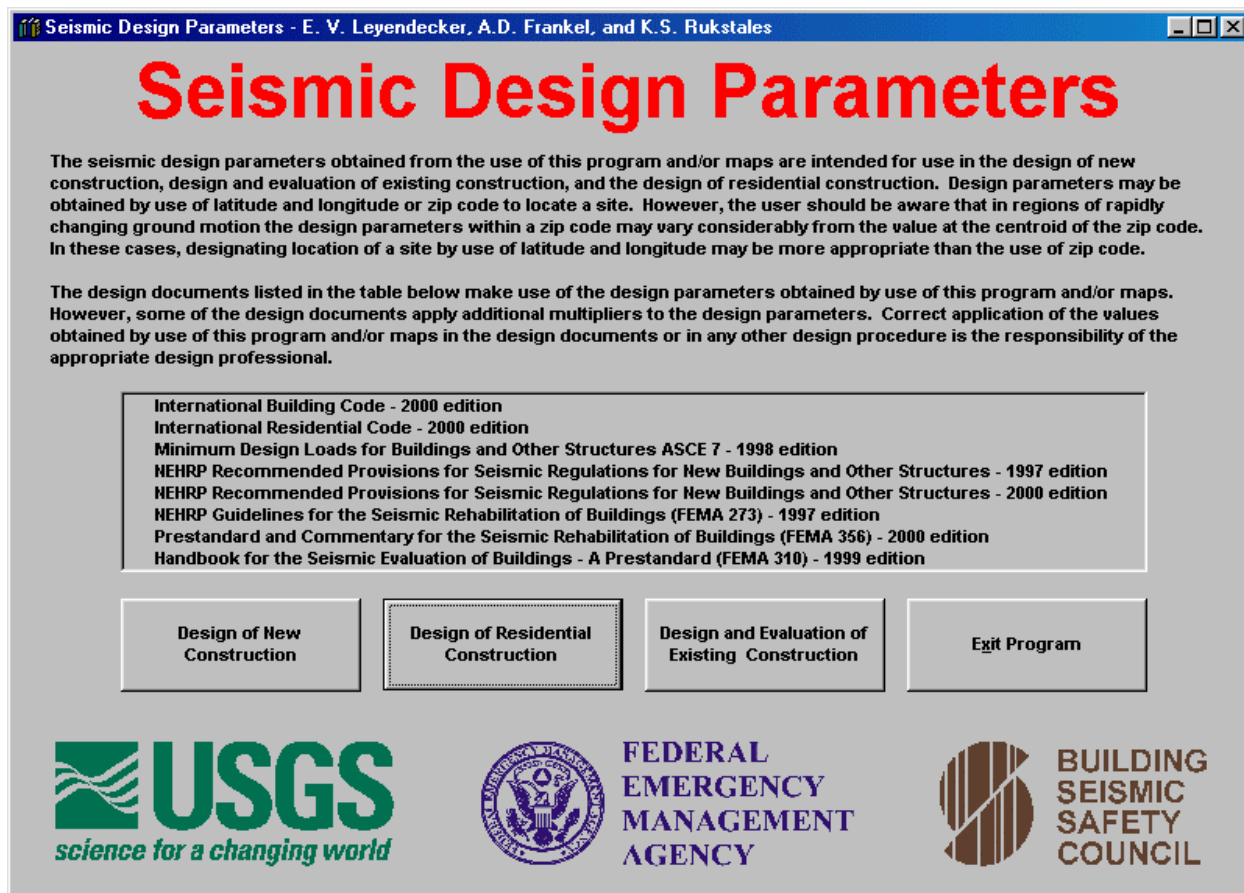 Seismic Design Parameters - E. V. Leyendecker, A.D. Frankel, and K.S. Rukstales
Seismic Design Parameters
The seismic design parameters obtained from the use of this program and/or maps are intended for use in the design of new
construction, design and evaluation of existing construction, and the design of residential construction. Design parameters may be
obtained by use of latitude and longitude or zip code to locate a site. However, the user should be aware that in regions of rapidly
changing ground motion the design parameters within a zip code may vary considerably from the value at the centroid of the zip code.
In these cases, designating location of a site by use of latitude and longitude may be more appropriate than the use of zip code.
The design documents listed in the table below make use of the design parameters obtained by use of this program and/or maps.
However, some of the design documents apply additional multipliers to the design parameters. Correct application of the values
obtained by use of this program and/or maps in the design documents or in any other design procedure is the responsibility of the
appropriate design professional.
International Building Code - 2000 edition
International Residential Code - 2000 edition
Minimum Design Loads for Buildings and Other Structures ASCE 7 - 1998 edition
NEHRP Recommended Provisions for Seismic Regulations for New Buildings and Other Structures - 1997 edition
NEHRP Recommended Provisions for Seismic Regulations for New Buildings and Other Structures - 2000 edition
NEHRP Guidelines for the Seismic Rehabilitation of Buildings (FEMA 273) - 1997 edition
Prestandard and Commentary for the Seismic Rehabilitation of Buildings (FEMA 356) - 2000 edition
Handbook for the Seismic Evaluation of Buildings - A Prestandard (FEMA 310) - 1999 edition
Design of New
Construction
Design of Residential
Construction
Design and Evaluation of
Existing Construction
Exit Program
USGS
science for a changing world
FEDERAL
EMERGENCY
MANAGEMENT
AGENCY
BUILDING
SEISMIC
SAFETY
COUNCIL